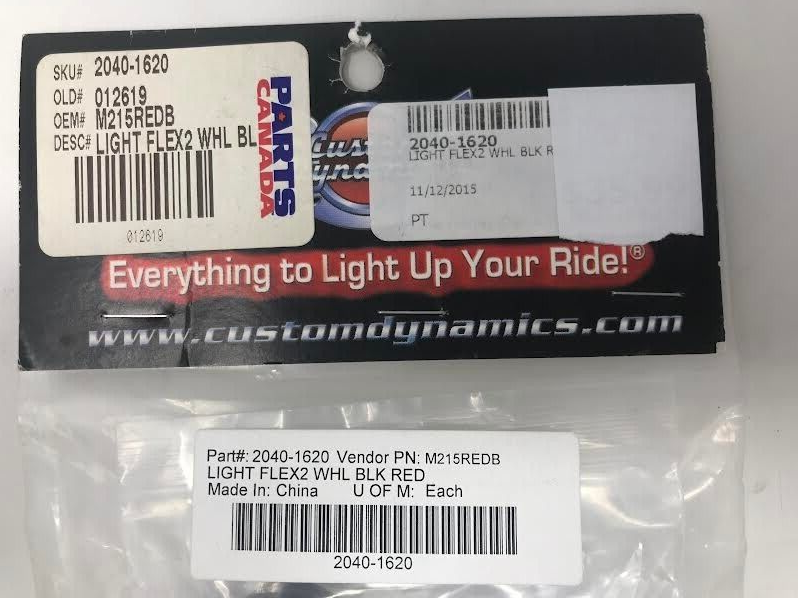 SKU# 2040-1620
OLD# 012619
OEM# M215REDB
DESC# LIGHT FLEX2 WHL BL
012619
PARTS
CANADA
2040-1620
LIGHT FLEX2 WHL BLK R
11/12/2015
PT
Everything to Light Up Your Ride!®
www.customdynamics.com
Part#: 2040-1620 Vendor PN: M215REDB
LIGHT FLEX2 WHL BLK RED
Made In: China U OF M: Each
2040-1620